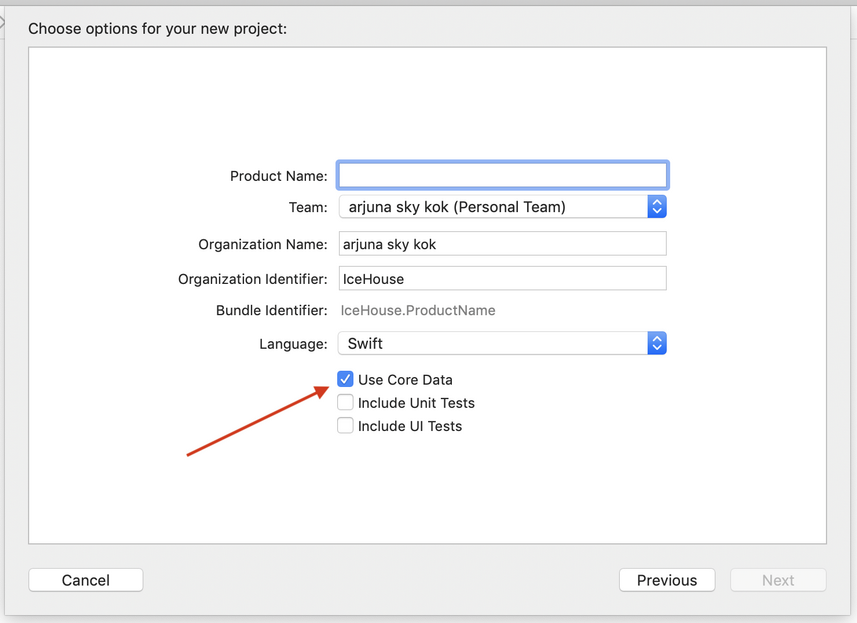 Choose options for your new project:
Product Name:
Team: arjuna sky kok (Personal Team)
Organization Name: arjuna sky kok
Organization Identifier: IceHouse
Bundle Identifier: IceHouse.ProductName
Language: Swift
Use Core Data
Include Unit Tests
Include UI Tests
Cancel Previous Next